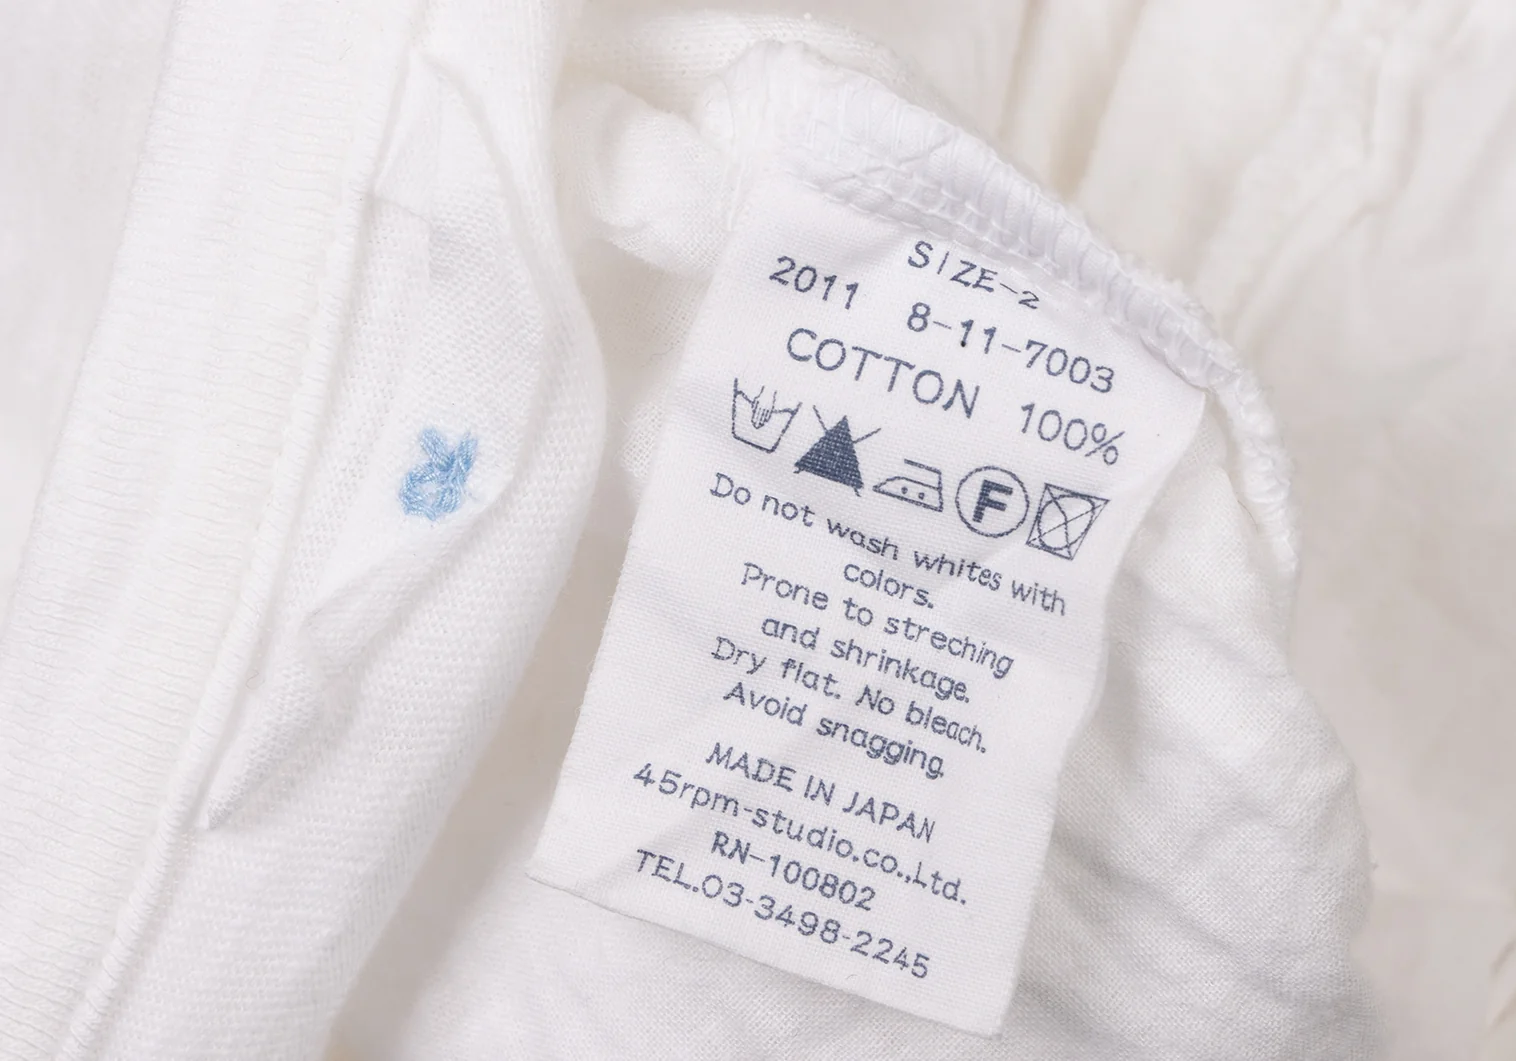 SIZE-2
2011 8-11-7003
COTTON 100%
F
Do not wash whites with
colors.
Prone to streching
and shrinkage.
Dry flat. No bleach.
Avoid snagging.
MADE IN JAPAN
45rpm-studio.co.,Ltd.
RN-100802
TEL.03-3498-2245